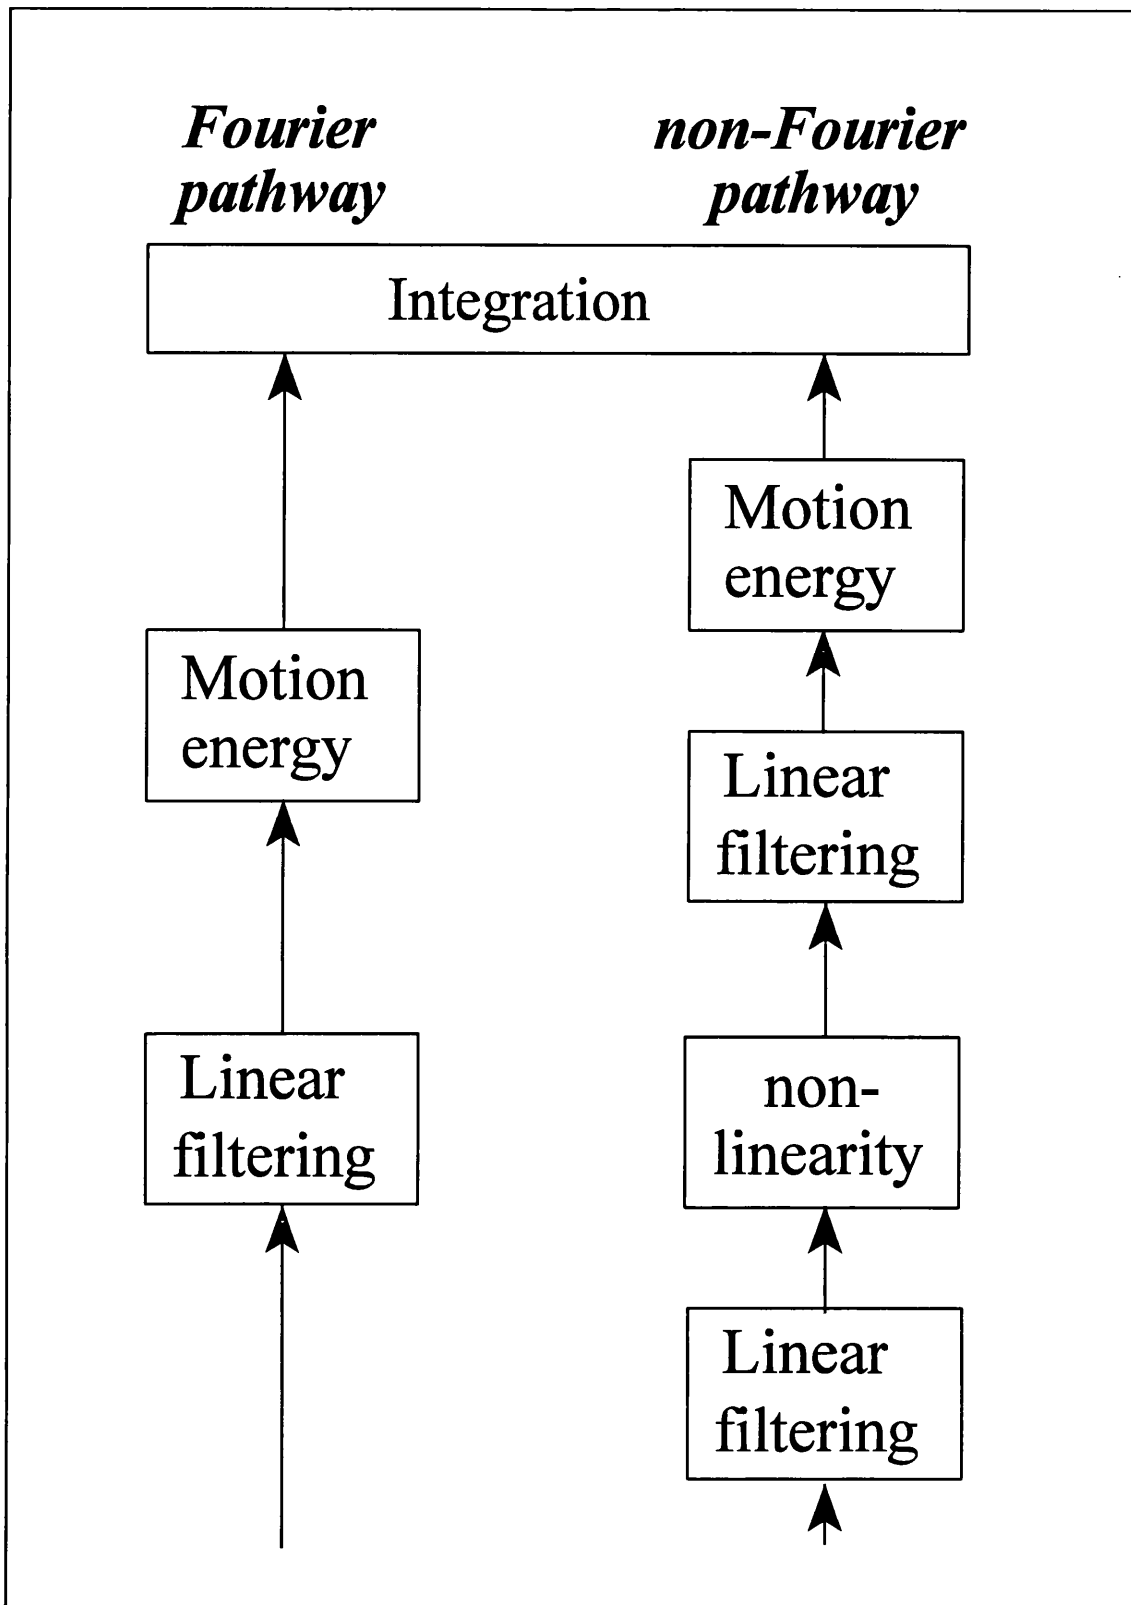 Fourier
pathway
non-Fourier
pathway
Integration
Motion
energy
Linear
filtering
Motion
energy
Linear
filtering
non-
linearity
Linear
filtering